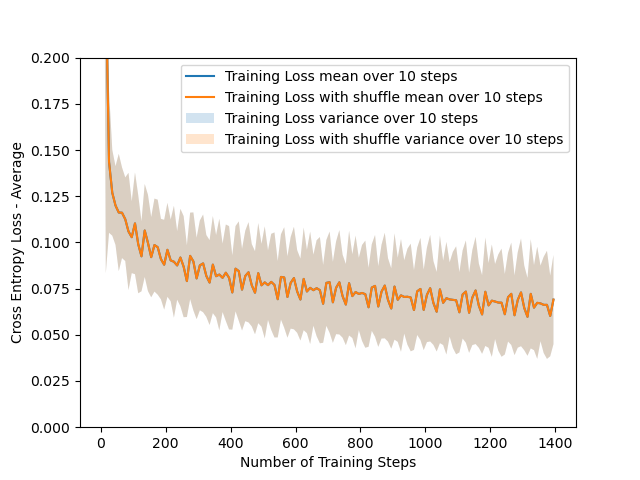 0.200
0.175
0.150
0.125
0.100
0.075
0.050
0.025
0.000
Cross Entropy Loss - Average
Training Loss mean over 10 steps
Training Loss with shuffle mean over 10 steps
Training Loss variance over 10 steps
Training Loss with shuffle variance over 10 steps
0 200 400 600 800 1000 1200 1400
Number of Training Steps